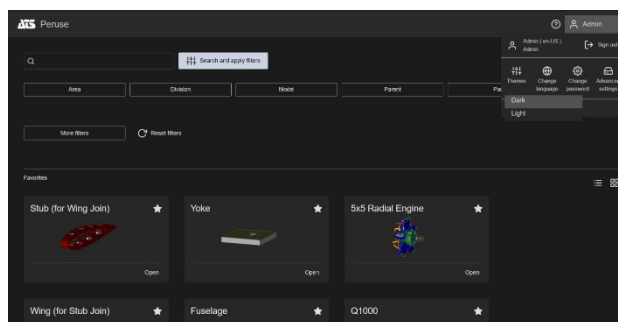 ATS Peruse
Admin
Admin ( en-US )
Admin
Sign out
Search and apply filters
Themes
Change language
Change password
Advanced settings
Dark
Light
Area
Division
Node
Parent
More filters
Reset filters
Favorites
Stub (for Wing Join)
Yoke
5x5 Radial Engine
Open
Open
Open
Wing (for Stub Join)
Fuselage
Q1000